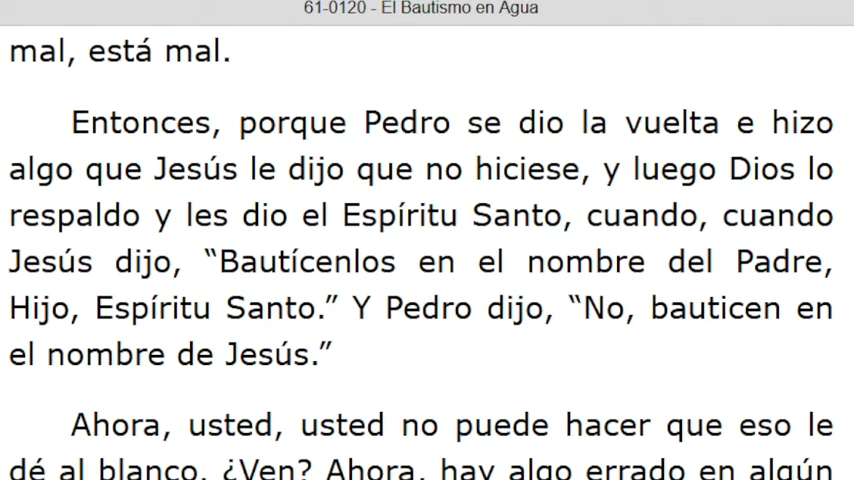 61-0120 - El Bautismo en Agua
mal, está mal.
Entonces, porque Pedro se dio la vuelta e hizo
algo que Jesús le dijo que no hiciese, y luego Dios lo
respaldo y les dio el Espíritu Santo, cuando, cuando
Jesús dijo, “Bautícenlos en el nombre del Padre,
Hijo, Espíritu Santo.” Y Pedro dijo, “No, bauticen en
el nombre de Jesús.”
Ahora, usted, usted no puede hacer que eso le
dé al blanco. ¿Ven? Ahora, hay algo errado en algún